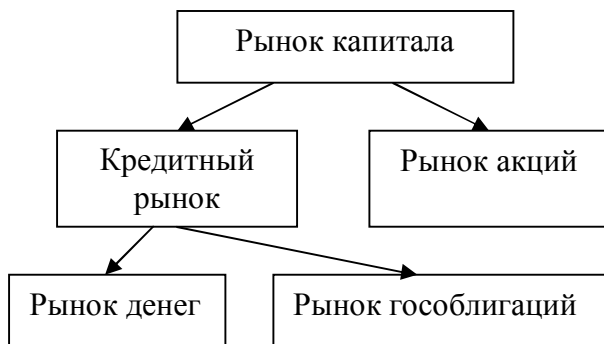 Рынок капитала
Кредитный
рынок
Рынок акций
Рынок денег
Рынок гособлигаций